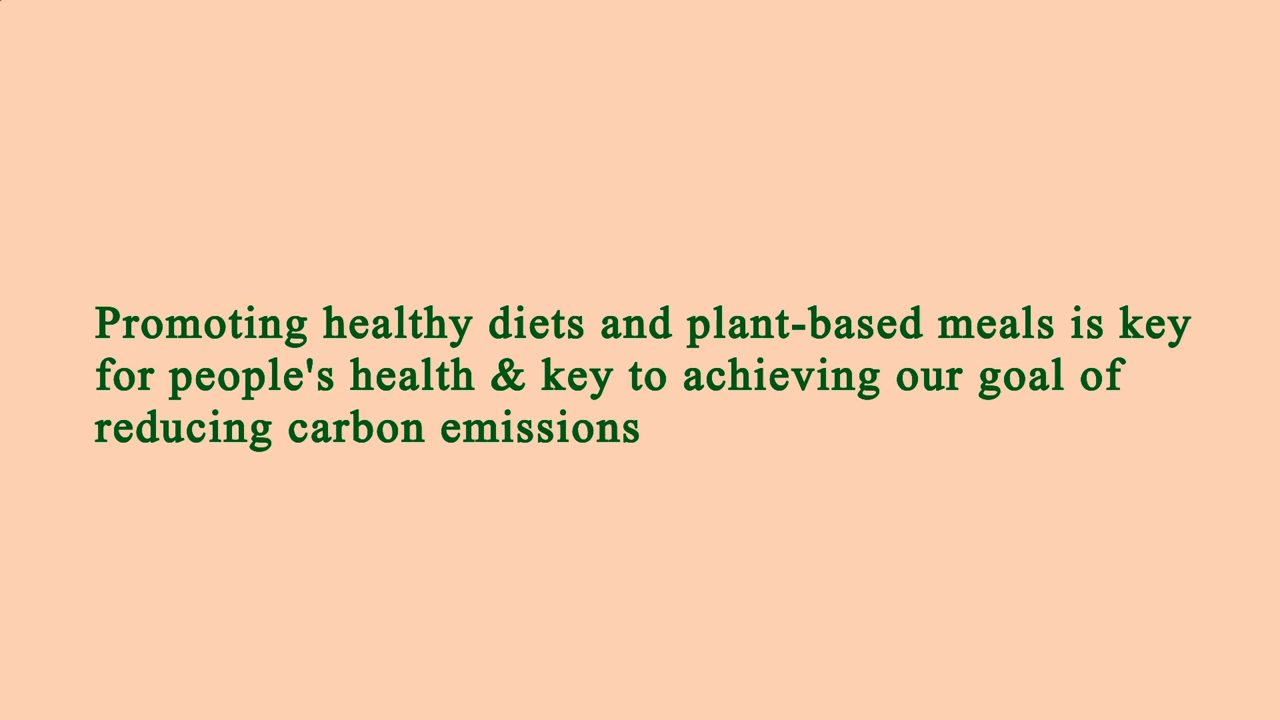 Promoting healthy diets and plant-based meals is key
for people's health & key to achieving our goal of
reducing carbon emissions